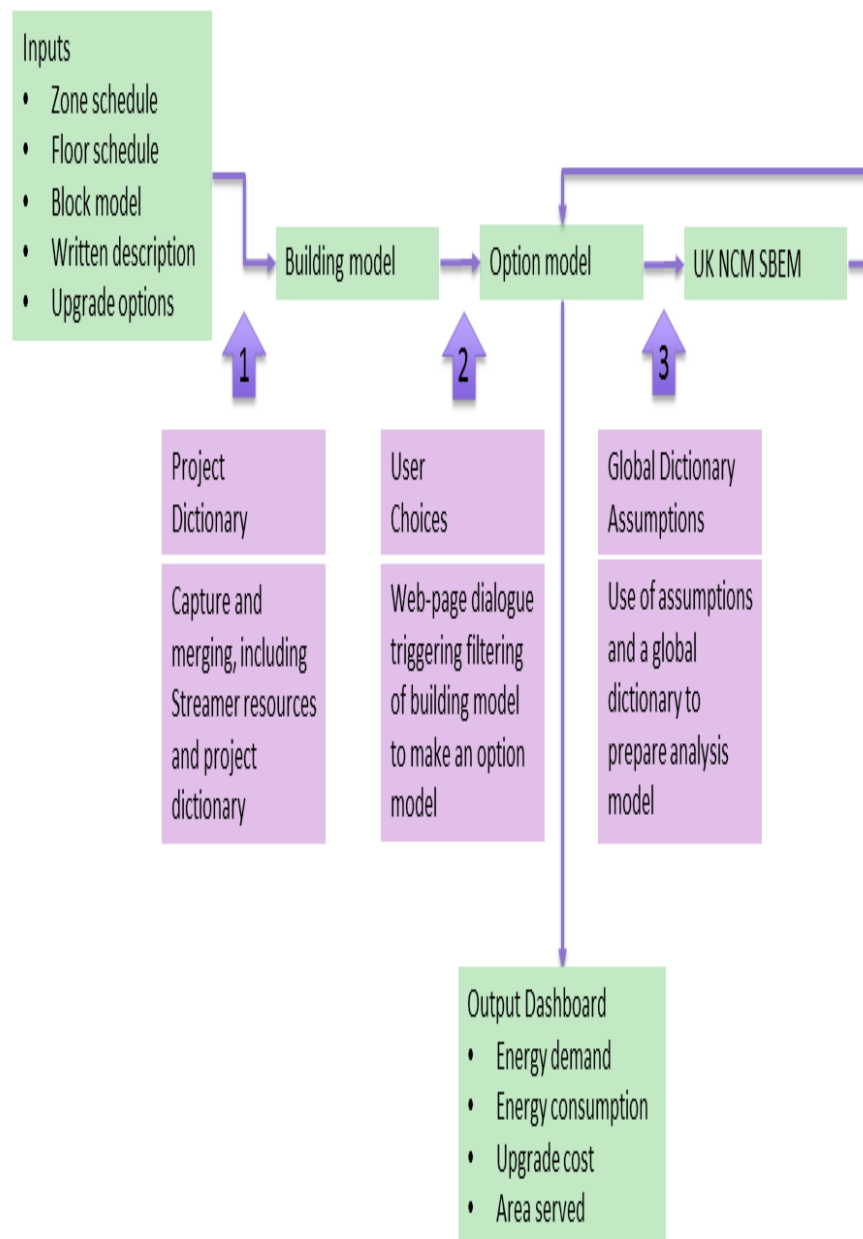 Inputs
• Zone schedule
• Floor schedule
• Block model
• Written description
• Upgrade options
Building model
Option model
UK NCM SBEM
1
2
3
Project
Dictionary
Capture and
merging, including
Streamer resources
and project
dictionary
User
Choices
Web-page dialogue
triggering filtering
of building model
to make an option
model
Global Dictionary
Assumptions
Use of assumptions
and a global
dictionary to
prepare analysis
model
Output Dashboard
• Energy demand
• Energy consumption
• Upgrade cost
• Area served